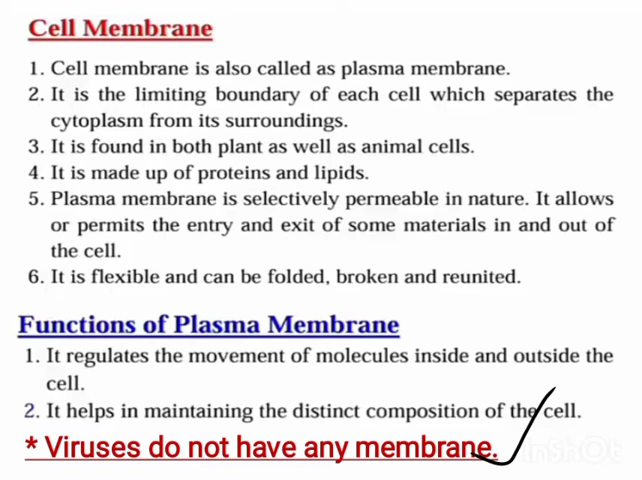 Cell Membrane
1. Cell membrane is also called as plasma membrane.
2. It is the limiting boundary of each cell which separates the
cytoplasm from its surroundings.
3. It is found in both plant as well as animal cells.
4. It is made up of proteins and lipids.
5. Plasma membrane is selectively permeable in nature. It allows
or permits the entry and exit of some materials in and out of
the cell.
6. It is flexible and can be folded, broken and reunited.
Functions of Plasma Membrane
1. It regulates the movement of molecules inside and outside the
cell.
2. It helps in maintaining the distinct composition of the cell.
* Viruses do not have any membrane.
InShOt